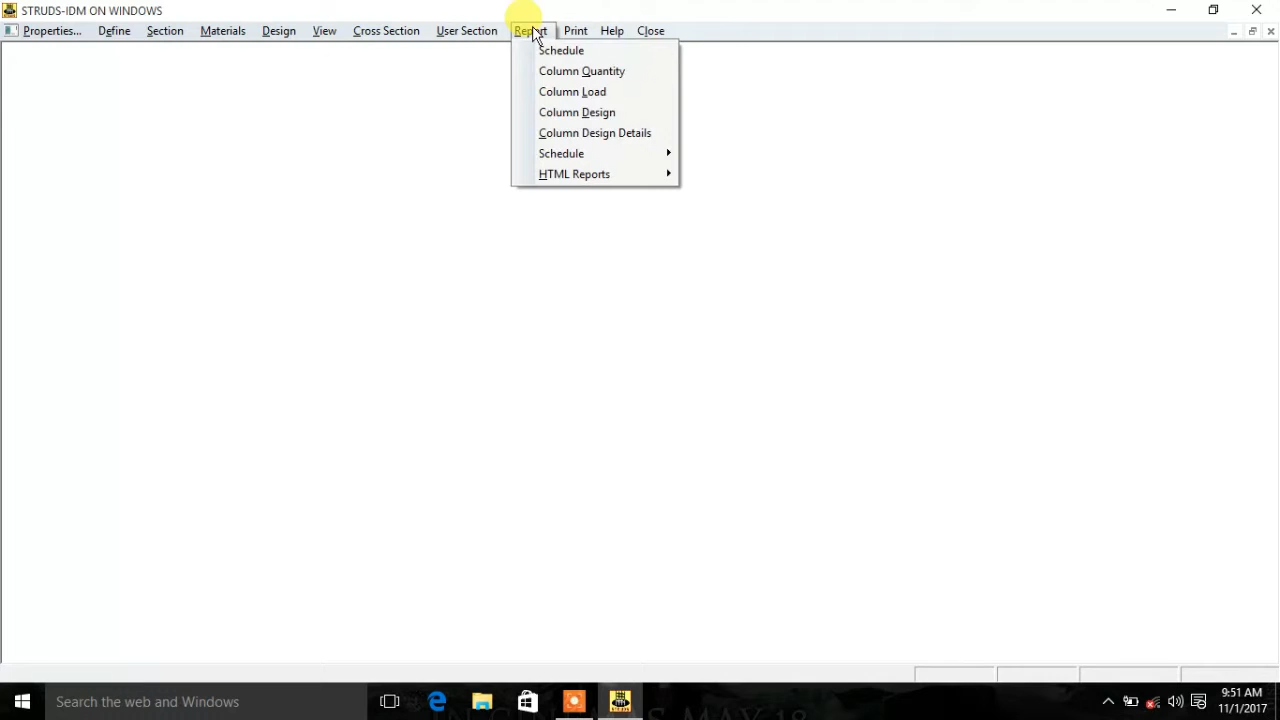 STRUDS-IDM ON WINDOWS
Properties... Define Section Materials Design View Cross Section User Section Report Print Help Close
Schedule
Column Quantity
Column Load
Column Design
Column Design Details
Schedule
HTML Reports
Search the web and Windows
9:51 AM
11/1/2017